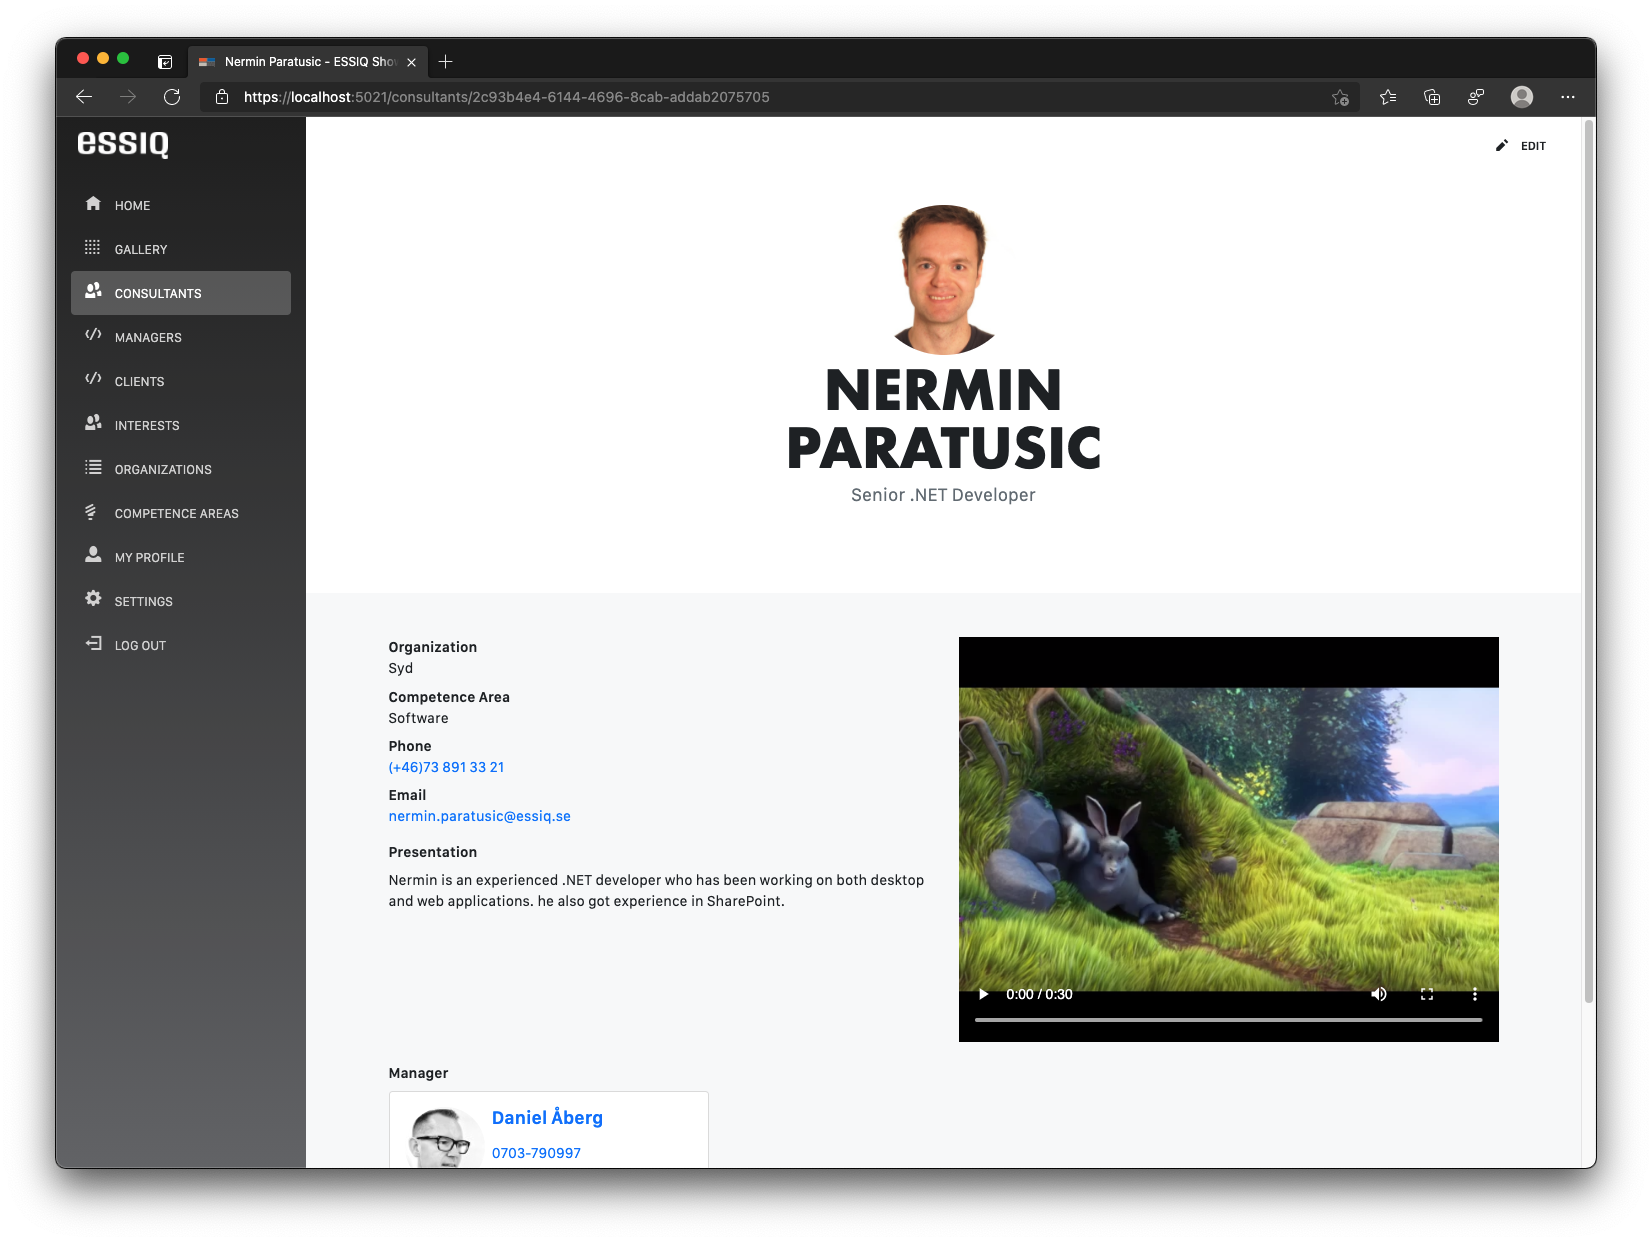 Nermin Paratusic - ESSIQ Sho
https://localhost:5021/consultants/2c93b4e4-6144-4696-8cab-addab2075705
essiq
HOME
GALLERY
CONSULTANTS
MANAGERS
CLIENTS
INTERESTS
ORGANIZATIONS
COMPETENCE AREAS
MY PROFILE
SETTINGS
LOG OUT
EDIT
NERMIN
PARATUSIC
Senior .NET Developer
Organization
Syd
Competence Area
Software
Phone
(+46)73 891 33 21
Email
nermin.paratusic@essiq.se
Presentation
Nermin is an experienced .NET developer who has been working on both desktop
and web applications. he also got experience in SharePoint.
0:00 / 0:30
Manager
Daniel Åberg
0703-790997